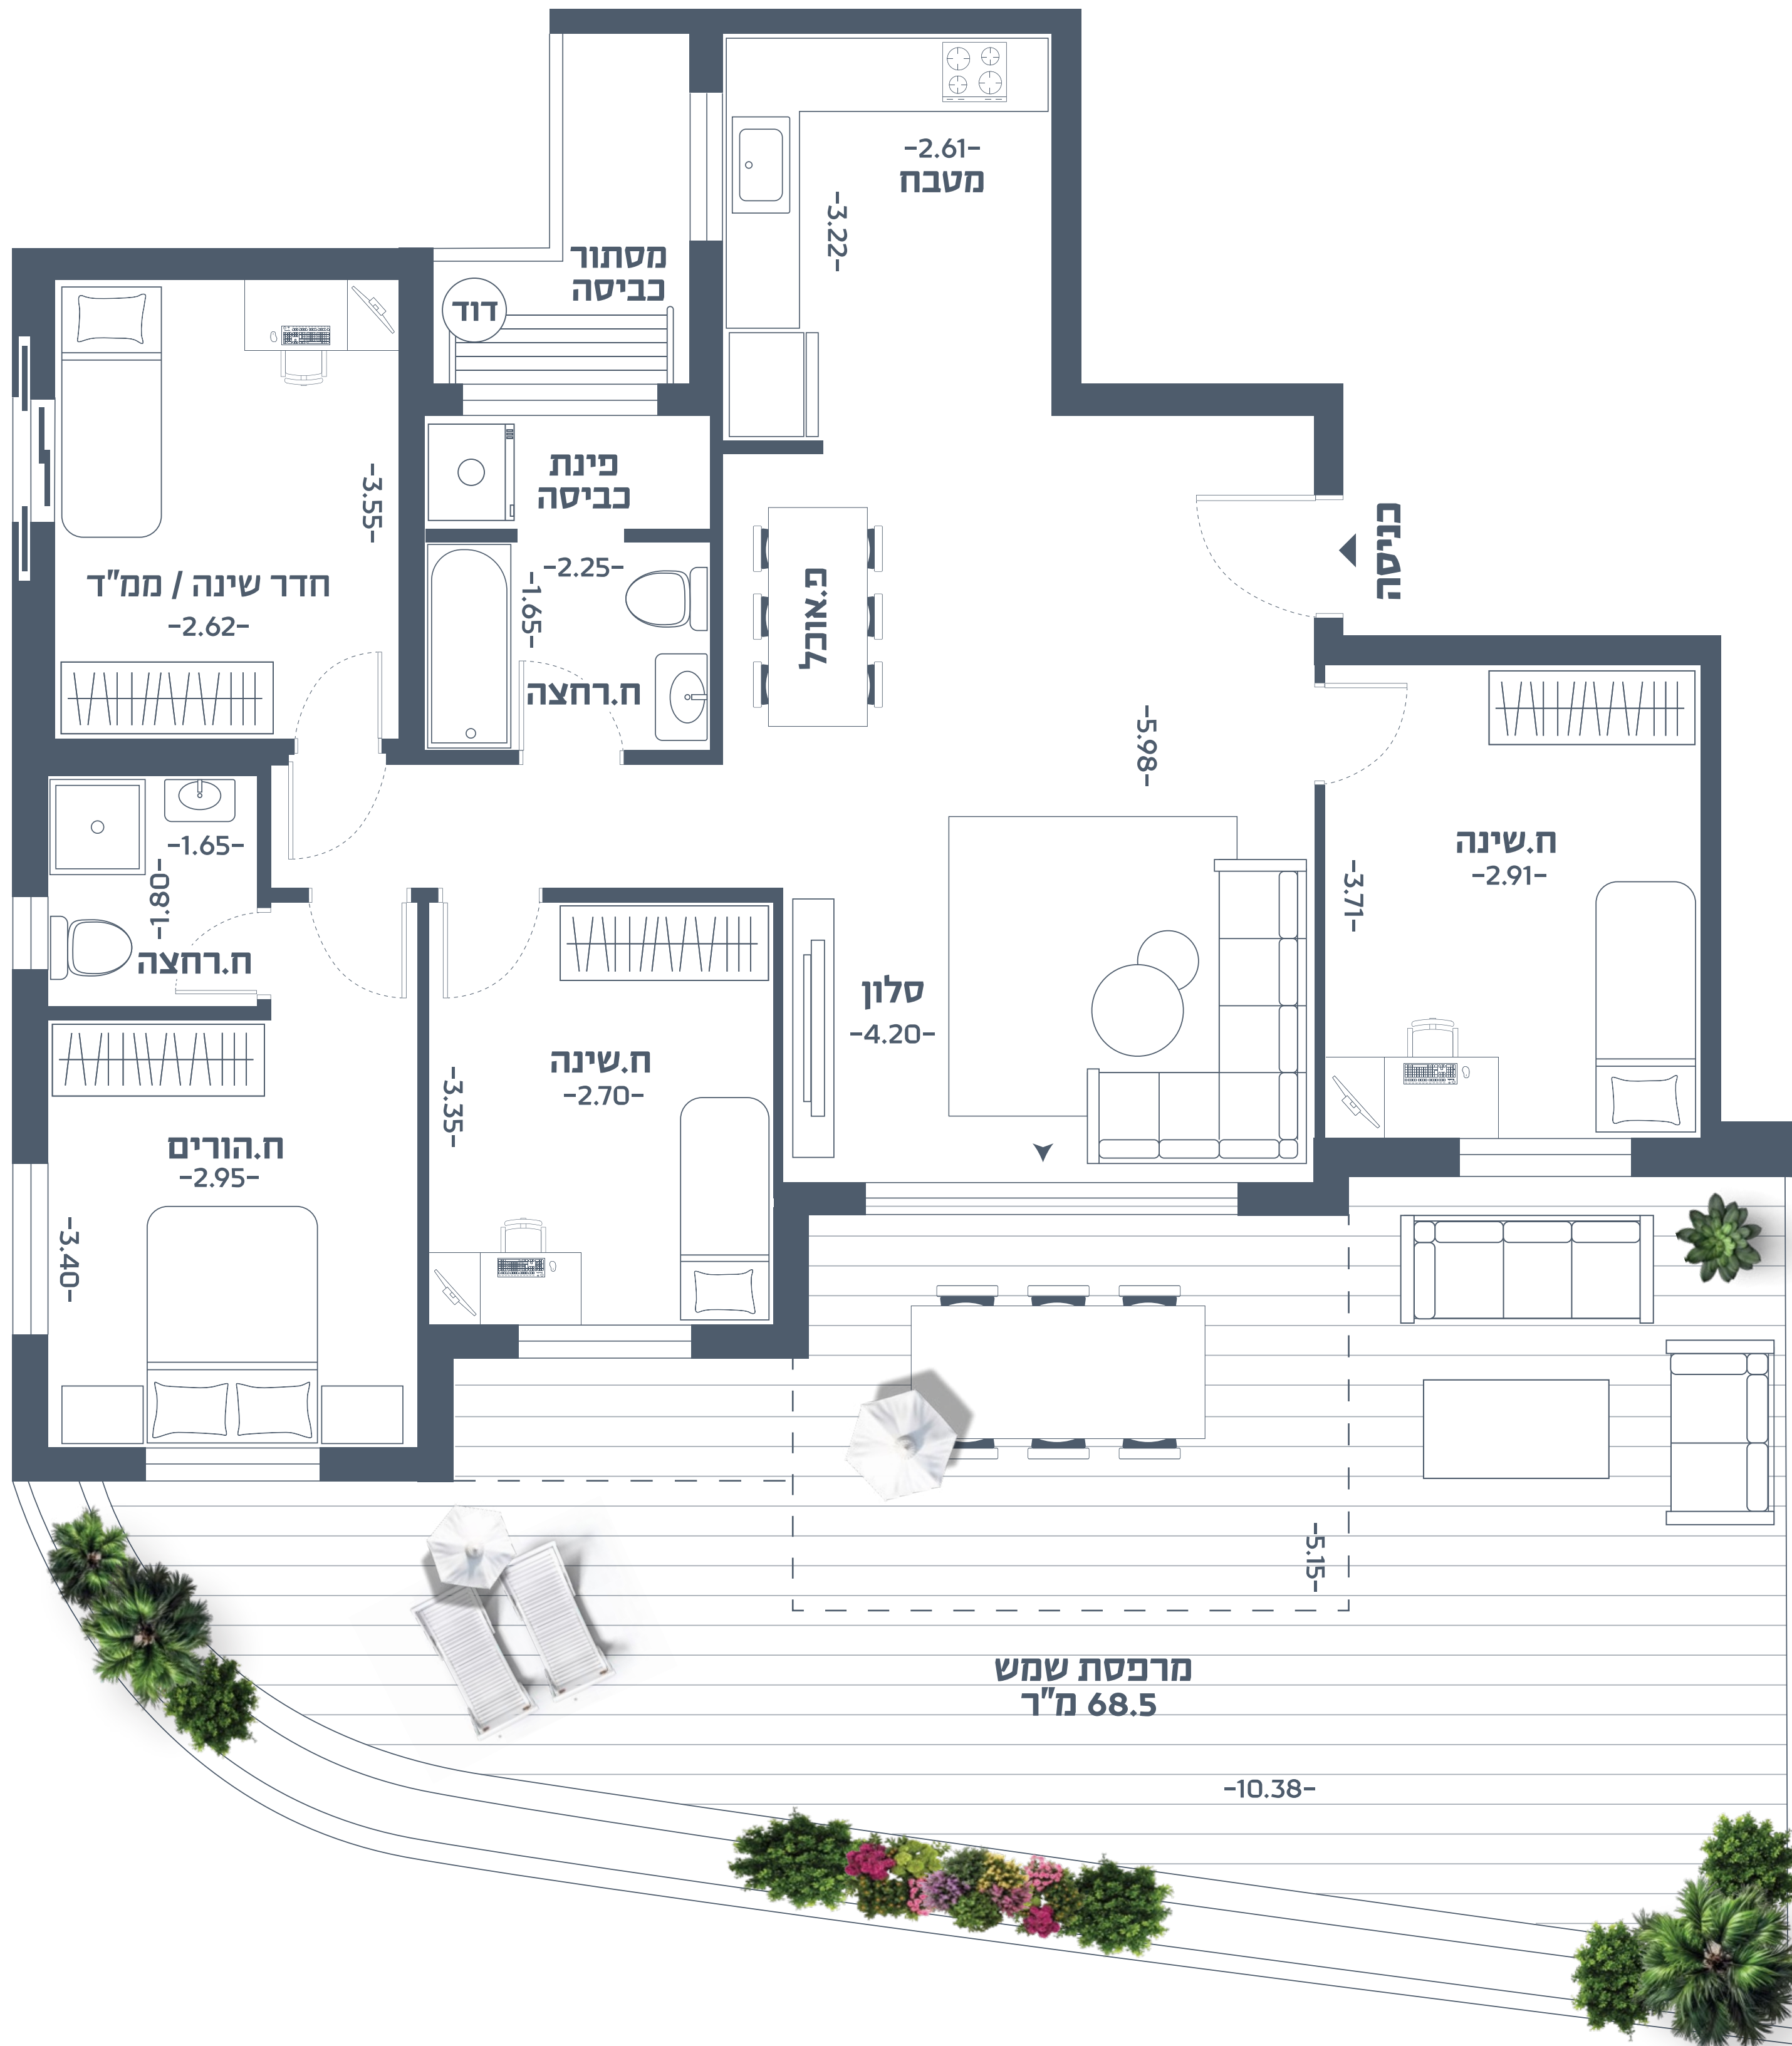 -2.61-
מטבח
-3.22-
מסתור
כביסה
דוד
פינת
כביסה
-3.55-
חדר שינה / ממ"ד
-2.62-
-2.25-
-1.65-
ח.רחצה
פ.אוכל
כניסה
-5.98-
-1.65-
-1.80-
ח.רחצה
ח.שינה
-2.91-
-3.71-
סלון
-4.20-
ח.שינה
-2.70-
-3.35-
ח.הורים
-2.95-
-3.40-
-5.15-
מרפסת שמש
68.5 מ"ר
-10.38-